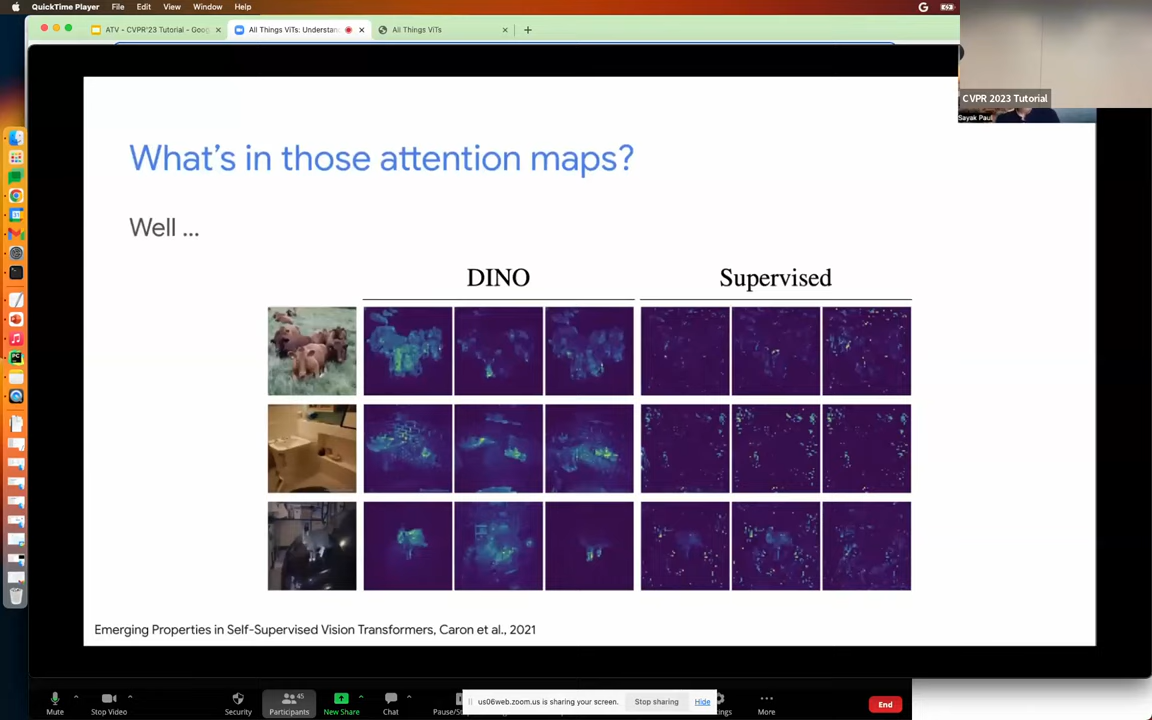 QuickTime Player File Edit View Window Help
ATV - CVPR'23 Tutorial - Goo
All Things ViTs: Understan
All Things ViTs
CVPR 2023 Tutorial
Sayak Paul
What's in those attention maps?
Well ...
DINO Supervised
Emerging Properties in Self-Supervised Vision Transformers, Caron et al., 2021
Mute
Stop Video
Security
45
Participants
New Share
Chat
us06web.zoom.us is sharing your screen.
Stop sharing
Hide
More
End